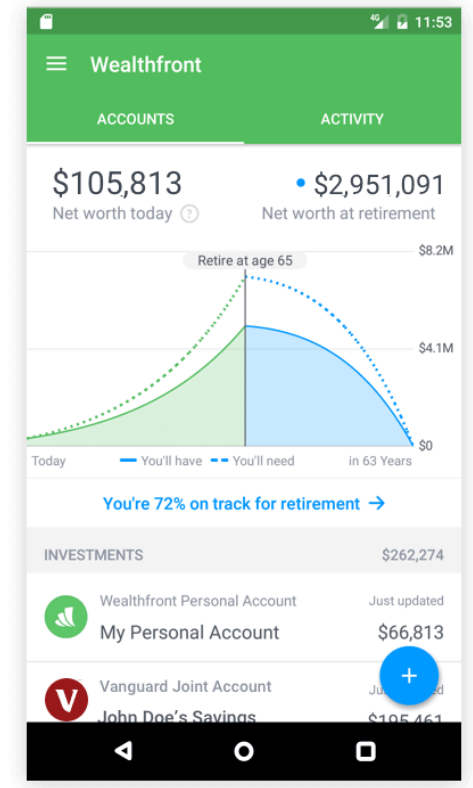 4G 11:53
Wealthfront
ACCOUNTS ACTIVITY
$105,813 $2,951,091
Net worth today ? Net worth at retirement
$8.2M
Retire at age 65
$4.1M
$0
Today You'll have You'll need in 63 Years
You're 72% on track for retirement →
INVESTMENTS $262,274
Wealthfront Personal Account Just updated
My Personal Account $66,813
+
Vanguard Joint Account
V
John Doe's Savings $195,461